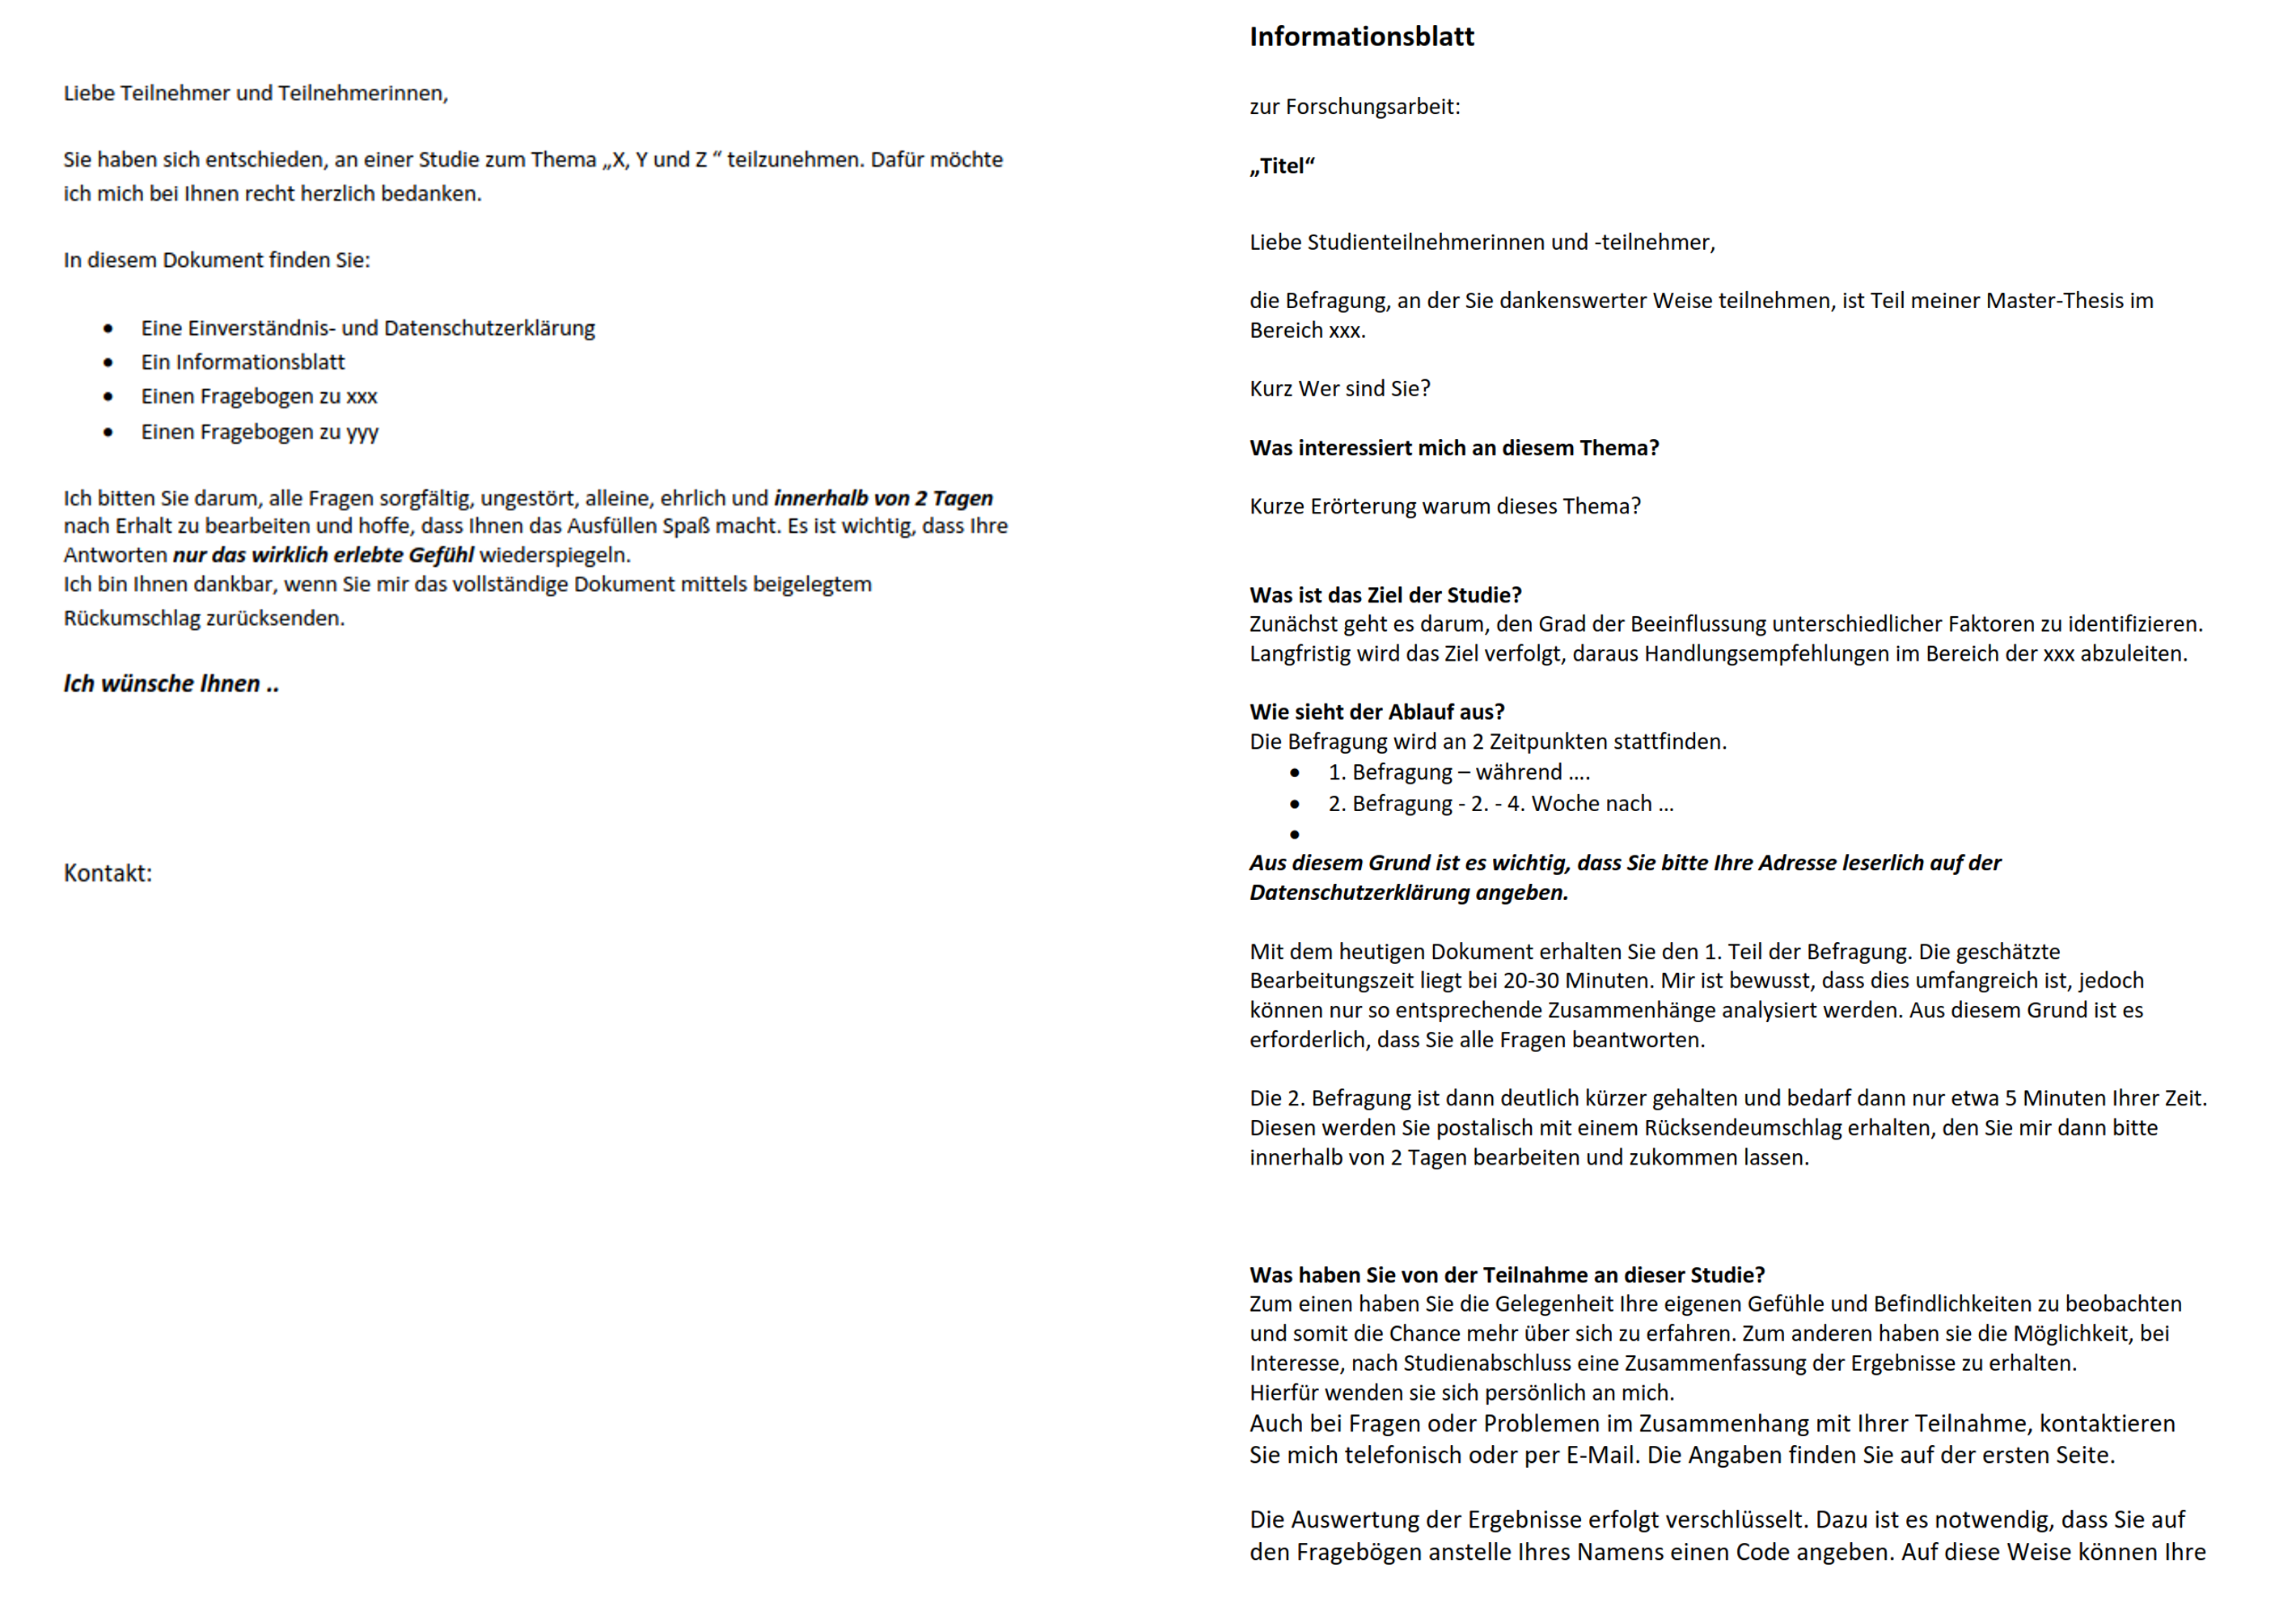 Liebe Teilnehmer und Teilnehmerinnen,
Sie haben sich entschieden, an einer Studie zum Thema „X, Y und Z “ teilzunehmen. Dafür möchte
ich mich bei Ihnen recht herzlich bedanken.
In diesem Dokument finden Sie:
• Eine Einverständnis- und Datenschutzerklärung
• Ein Informationsblatt
• Einen Fragebogen zu xxx
• Einen Fragebogen zu yyy
Ich bitten Sie darum, alle Fragen sorgfältig, ungestört, alleine, ehrlich und innerhalb von 2 Tagen
nach Erhalt zu bearbeiten und hoffe, dass Ihnen das Ausfüllen Spaß macht. Es ist wichtig, dass Ihre
Antworten nur das wirklich erlebte Gefühl wiederspiegeln.
Ich bin Ihnen dankbar, wenn Sie mir das vollständige Dokument mittels beigelegtem
Rückumschlag zurücksenden.
Ich wünsche Ihnen ..
Kontakt:
Informationsblatt
zur Forschungsarbeit:
„Titel“
Liebe Studienteilnehmerinnen und -teilnehmer,
die Befragung, an der Sie dankenswerter Weise teilnehmen, ist Teil meiner Master-Thesis im
Bereich xxx.
Kurz Wer sind Sie?
Was interessiert mich an diesem Thema?
Kurze Erörterung warum dieses Thema?
Was ist das Ziel der Studie?
Zunächst geht es darum, den Grad der Beeinflussung unterschiedlicher Faktoren zu identifizieren.
Langfristig wird das Ziel verfolgt, daraus Handlungsempfehlungen im Bereich der xxx abzuleiten.
Wie sieht der Ablauf aus?
Die Befragung wird an 2 Zeitpunkten stattfinden.
• 1. Befragung – während ....
• 2. Befragung - 2. - 4. Woche nach ...
•
Aus diesem Grund ist es wichtig, dass Sie bitte Ihre Adresse leserlich auf der
Datenschutzerklärung angeben.
Mit dem heutigen Dokument erhalten Sie den 1. Teil der Befragung. Die geschätzte
Bearbeitungszeit liegt bei 20-30 Minuten. Mir ist bewusst, dass dies umfangreich ist, jedoch
können nur so entsprechende Zusammenhänge analysiert werden. Aus diesem Grund ist es
erforderlich, dass Sie alle Fragen beantworten.
Die 2. Befragung ist dann deutlich kürzer gehalten und bedarf dann nur etwa 5 Minuten Ihrer Zeit.
Diesen werden Sie postalisch mit einem Rücksendeumschlag erhalten, den Sie mir dann bitte
innerhalb von 2 Tagen bearbeiten und zukommen lassen.
Was haben Sie von der Teilnahme an dieser Studie?
Zum einen haben Sie die Gelegenheit Ihre eigenen Gefühle und Befindlichkeiten zu beobachten
und somit die Chance mehr über sich zu erfahren. Zum anderen haben sie die Möglichkeit, bei
Interesse, nach Studienabschluss eine Zusammenfassung der Ergebnisse zu erhalten.
Hierfür wenden sie sich persönlich an mich.
Auch bei Fragen oder Problemen im Zusammenhang mit Ihrer Teilnahme, kontaktieren
Sie mich telefonisch oder per E-Mail. Die Angaben finden Sie auf der ersten Seite.
Die Auswertung der Ergebnisse erfolgt verschlüsselt. Dazu ist es notwendig, dass Sie auf
den Fragebögen anstelle Ihres Namens einen Code angeben. Auf diese Weise können Ihre